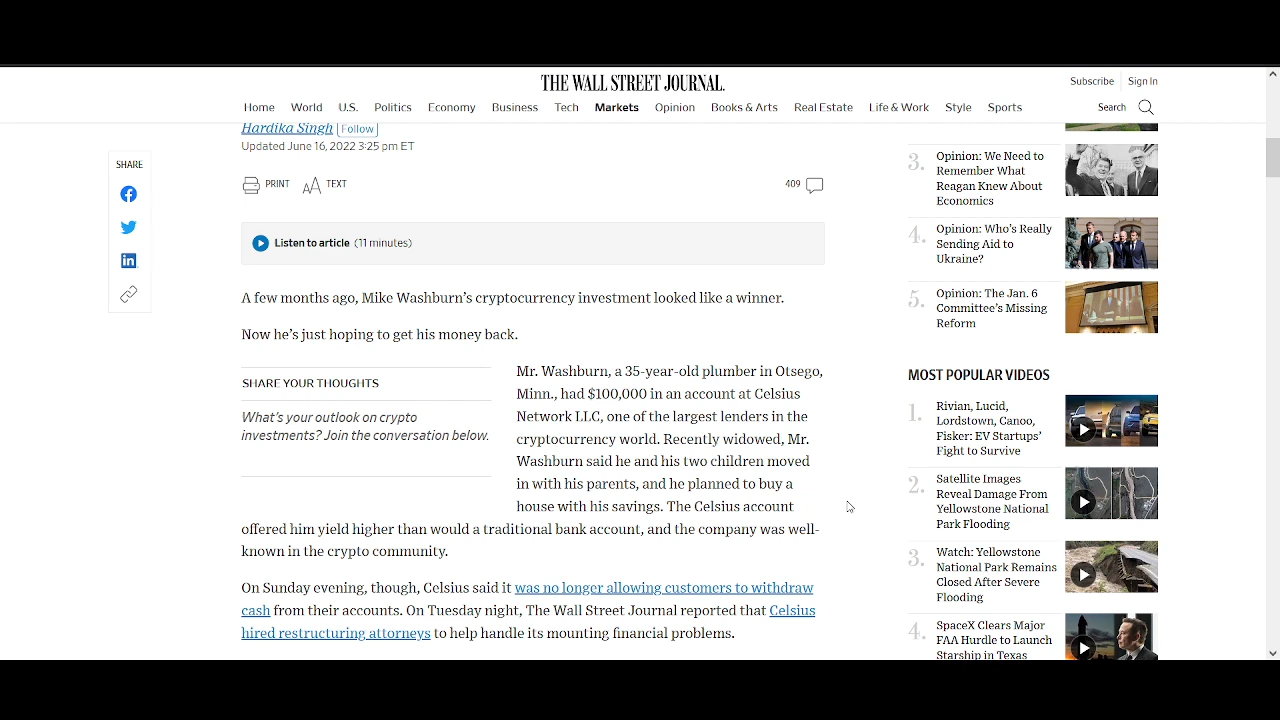 THE WALL STREET JOURNAL.
Subscribe
Sign In
Home World U.S. Politics Economy Business Tech Markets Opinion Books & Arts Real Estate Life & Work Style Sports
Search
Hardika Singh Follow
Updated June 16, 2022 3:25 pm ET
SHARE
PRINT
TEXT
409
Listen to article (11 minutes)
A few months ago, Mike Washburn's cryptocurrency investment looked like a winner.
Now he's just hoping to get his money back.
SHARE YOUR THOUGHTS
What's your outlook on crypto
investments? Join the conversation below.
Mr. Washburn, a 35-year-old plumber in Otsego,
Minn., had $100,000 in an account at Celsius
Network LLC, one of the largest lenders in the
cryptocurrency world. Recently widowed, Mr.
Washburn said he and his two children moved
in with his parents, and he planned to buy a
house with his savings. The Celsius account
offered him yield higher than would a traditional bank account, and the company was well-
known in the crypto community.
On Sunday evening, though, Celsius said it was no longer allowing customers to withdraw
cash from their accounts. On Tuesday night, The Wall Street Journal reported that Celsius
hired restructuring attorneys to help handle its mounting financial problems.
3.
Opinion: We Need to
Remember What
Reagan Knew About
Economics
4.
Opinion: Who's Really
Sending Aid to
Ukraine?
5.
Opinion: The Jan. 6
Committee's Missing
Reform
MOST POPULAR VIDEOS
1.
Rivian, Lucid,
Lordstown, Canoo,
Fisker: EV Startups'
Fight to Survive
2.
Satellite Images
Reveal Damage From
Yellowstone National
Park Flooding
3.
Watch: Yellowstone
National Park Remains
Closed After Severe
Flooding
4.
SpaceX Clears Major
FAA Hurdle to Launch
Starship in Texas